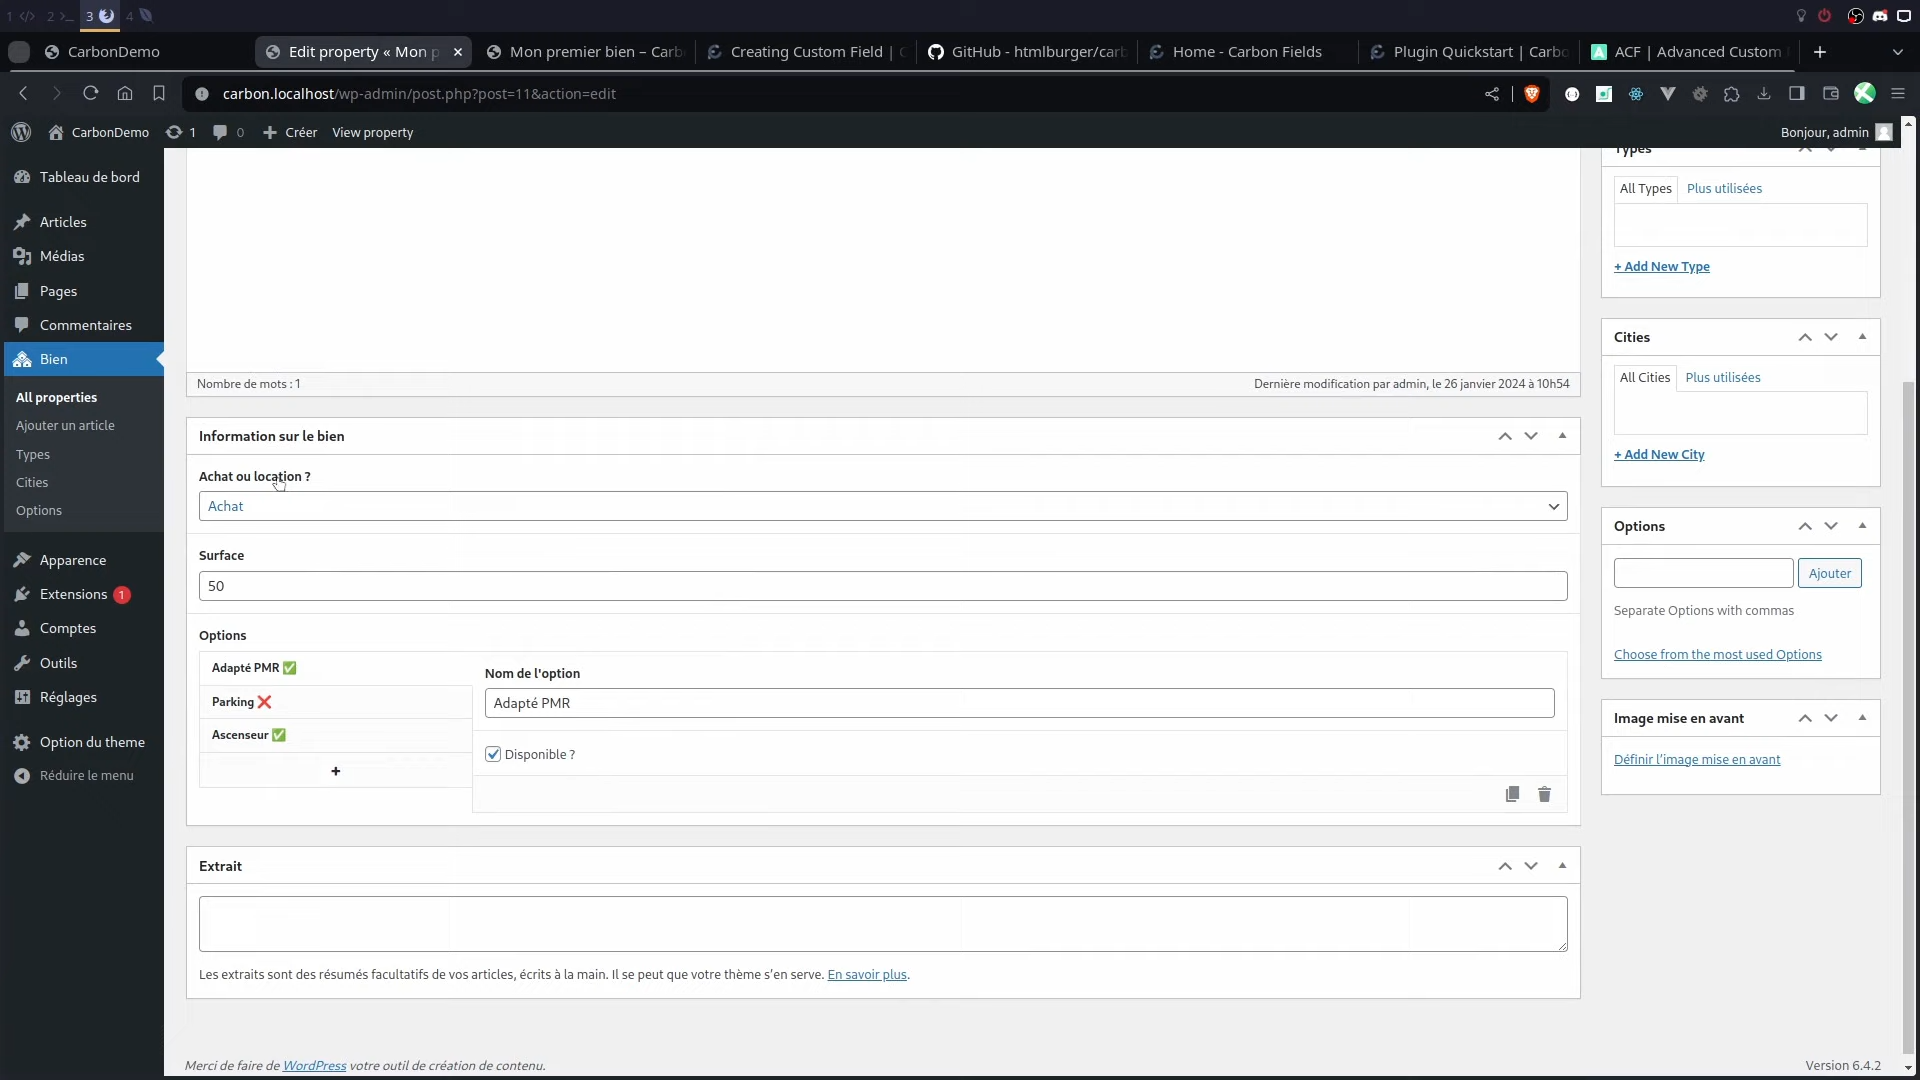 1 </> 2 >_ 3 4
CarbonDemo
Edit property « Mon p
Mon premier bien – Carb
Creating Custom Field | C
GitHub - htmlburger/carb
Home - Carbon Fields
Plugin Quickstart | Carbo
ACF | Advanced Custom
carbon.localhost/wp-admin/post.php?post=11&action=edit
CarbonDemo 1 0 Créer View property
Bonjour, admin
Tableau de bord
Articles
Médias
Pages
Commentaires
Bien
All properties
Ajouter un article
Types
Cities
Options
Apparence
Extensions 1
Comptes
Outils
Réglages
Option du theme
Réduire le menu
Nombre de mots : 1
Dernière modification par admin, le 26 janvier 2024 à 10h54
Information sur le bien
Achat ou location ?
Achat
Surface
50
Options
Adapté PMR ✅
Parking ❌
Ascenseur ✅
+
Nom de l'option
Adapté PMR
Disponible ?
Extrait
Les extraits sont des résumés facultatifs de vos articles, écrits à la main. Il se peut que votre thème s’en serve. En savoir plus.
Types
All Types Plus utilisées
+ Add New Type
Cities
All Cities Plus utilisées
+ Add New City
Options
Ajouter
Separate Options with commas
Choose from the most used Options
Image mise en avant
Définir l’image mise en avant
Merci de faire de WordPress votre outil de création de contenu.
Version 6.4.2